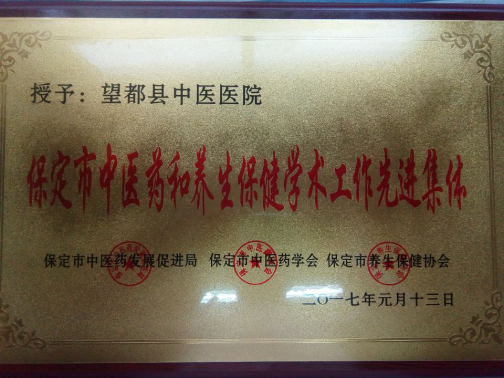 授予：望都县中医医院
保定市中医药和养生保健学术工作先进集体
保定市中医药发展促进局 保定市中医药学会 保定市养生保健协会
二〇一七年元月十三日